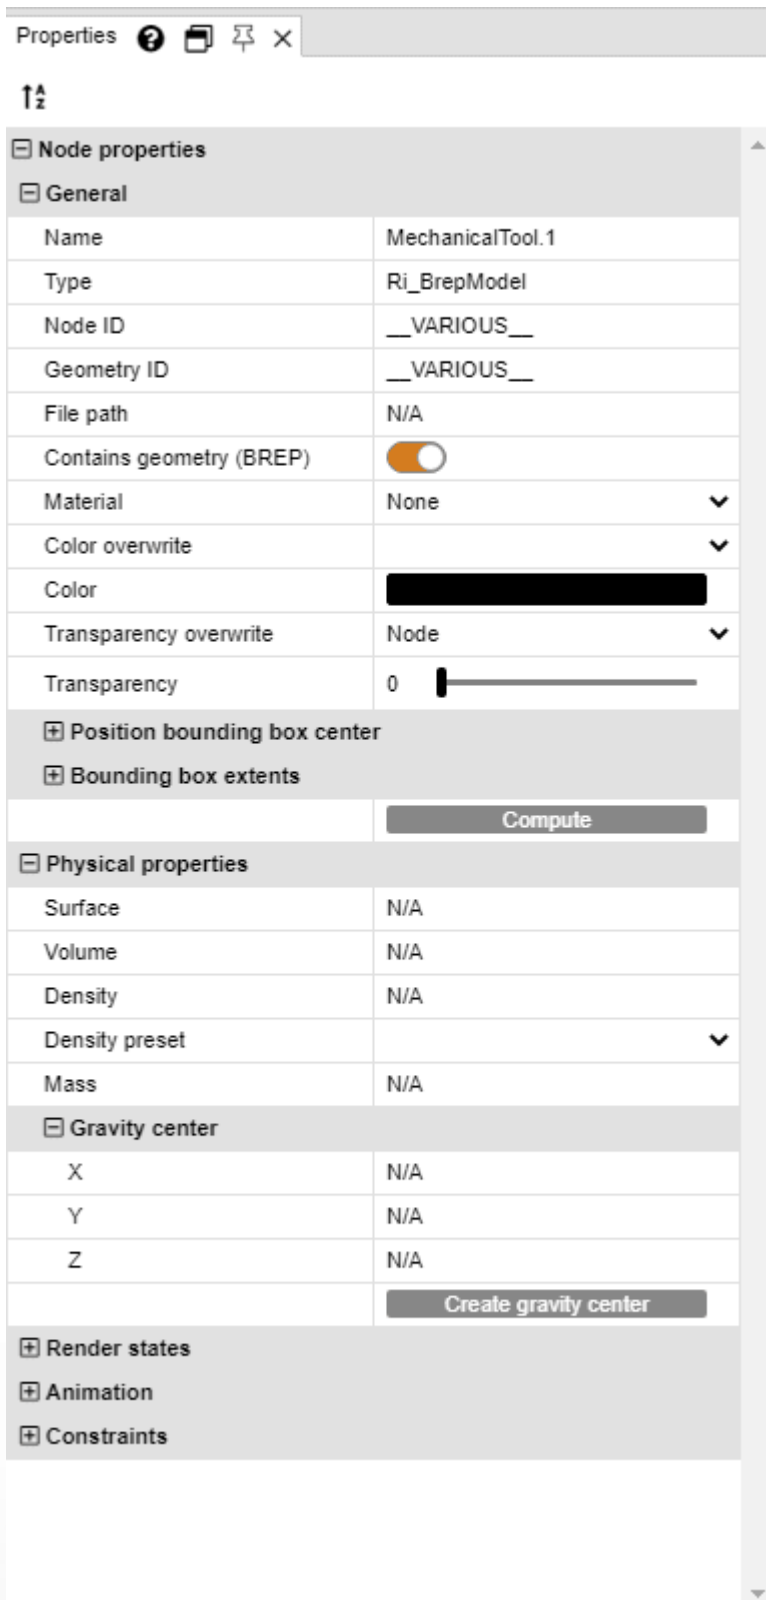 Properties
Node properties
General
Name MechanicalTool.1
Type Ri_BrepModel
Node ID __VARIOUS__
Geometry ID __VARIOUS__
File path N/A
Contains geometry (BREP)
Material None
Color overwrite
Color
Transparency overwrite Node
Transparency 0
Position bounding box center
Bounding box extents
Compute
Physical properties
Surface N/A
Volume N/A
Density N/A
Density preset
Mass N/A
Gravity center
X N/A
Y N/A
Z N/A
Create gravity center
Render states
Animation
Constraints